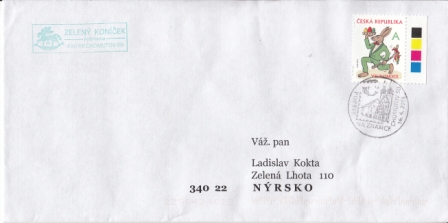 ZELENÝ KONÍČEK
ČESKÁ REPUBLIKA
A
Váž. pan
Ladislav Kokta
Zelená Lhota 110
340 22 NÝRSKO